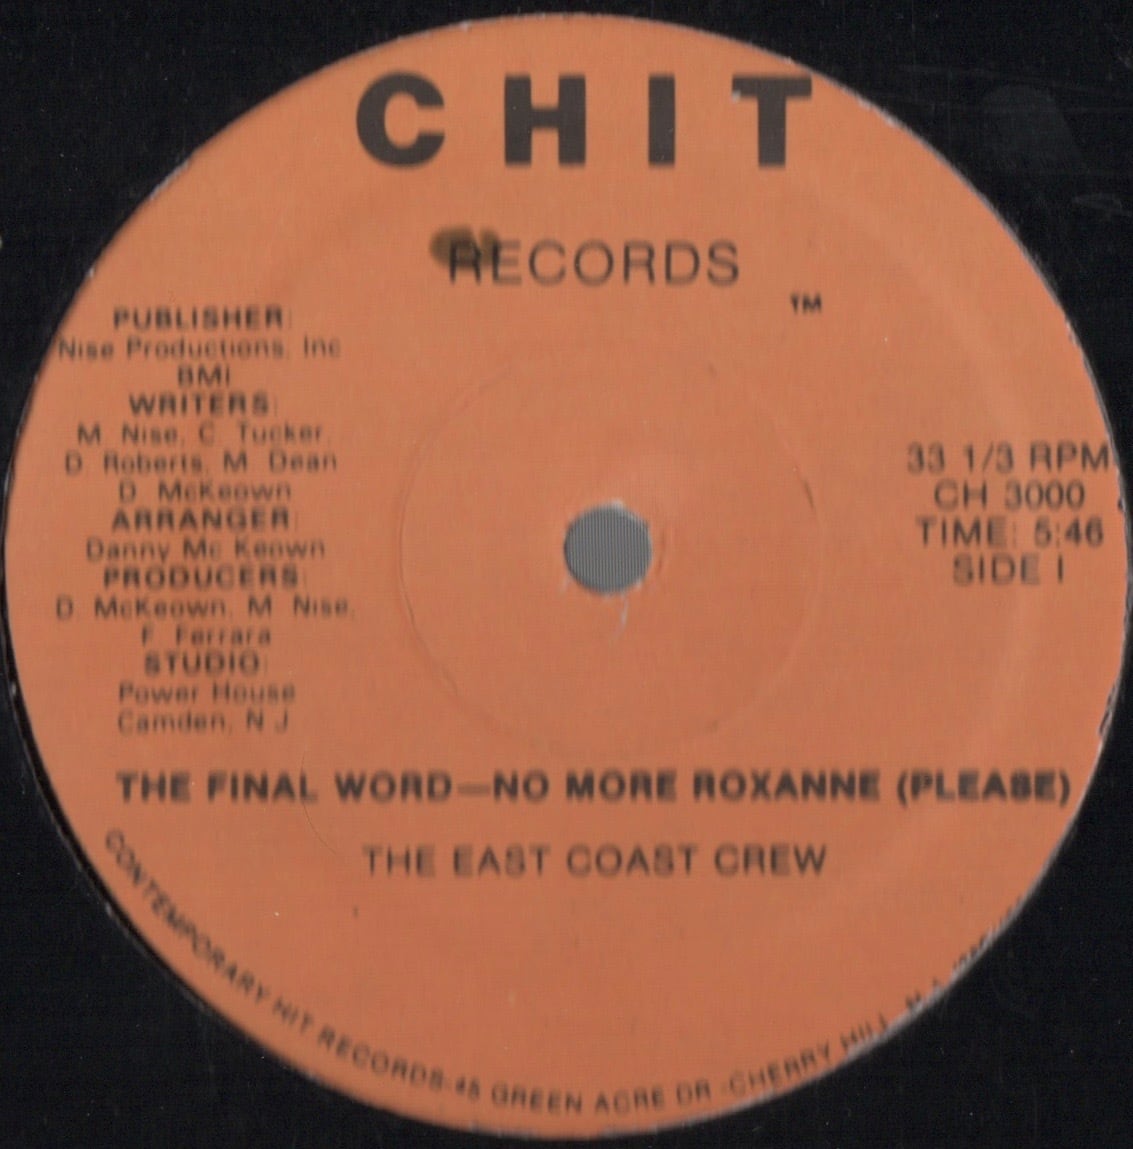 CHIT
RECORDS
TM
PUBLISHER:
Nise Productions, Inc
BMI
WRITERS:
M. Nise, C. Tucker,
D. Roberts, M. Dean
D. McKeown
ARRANGER:
Danny Mc Keown
PRODUCERS:
D. McKeown, M. Nise,
F. Ferrara
STUDIO:
Power House
Camden, N.J.
33 1/3 RPM
CH 3000
TIME: 5:46
SIDE I
THE FINAL WORD—NO MORE ROXANNE (PLEASE)
THE EAST COAST CREW
CONTEMPORARY HIT RECORDS-45 GREEN ACRE DR -CHERRY HILL, N.J.